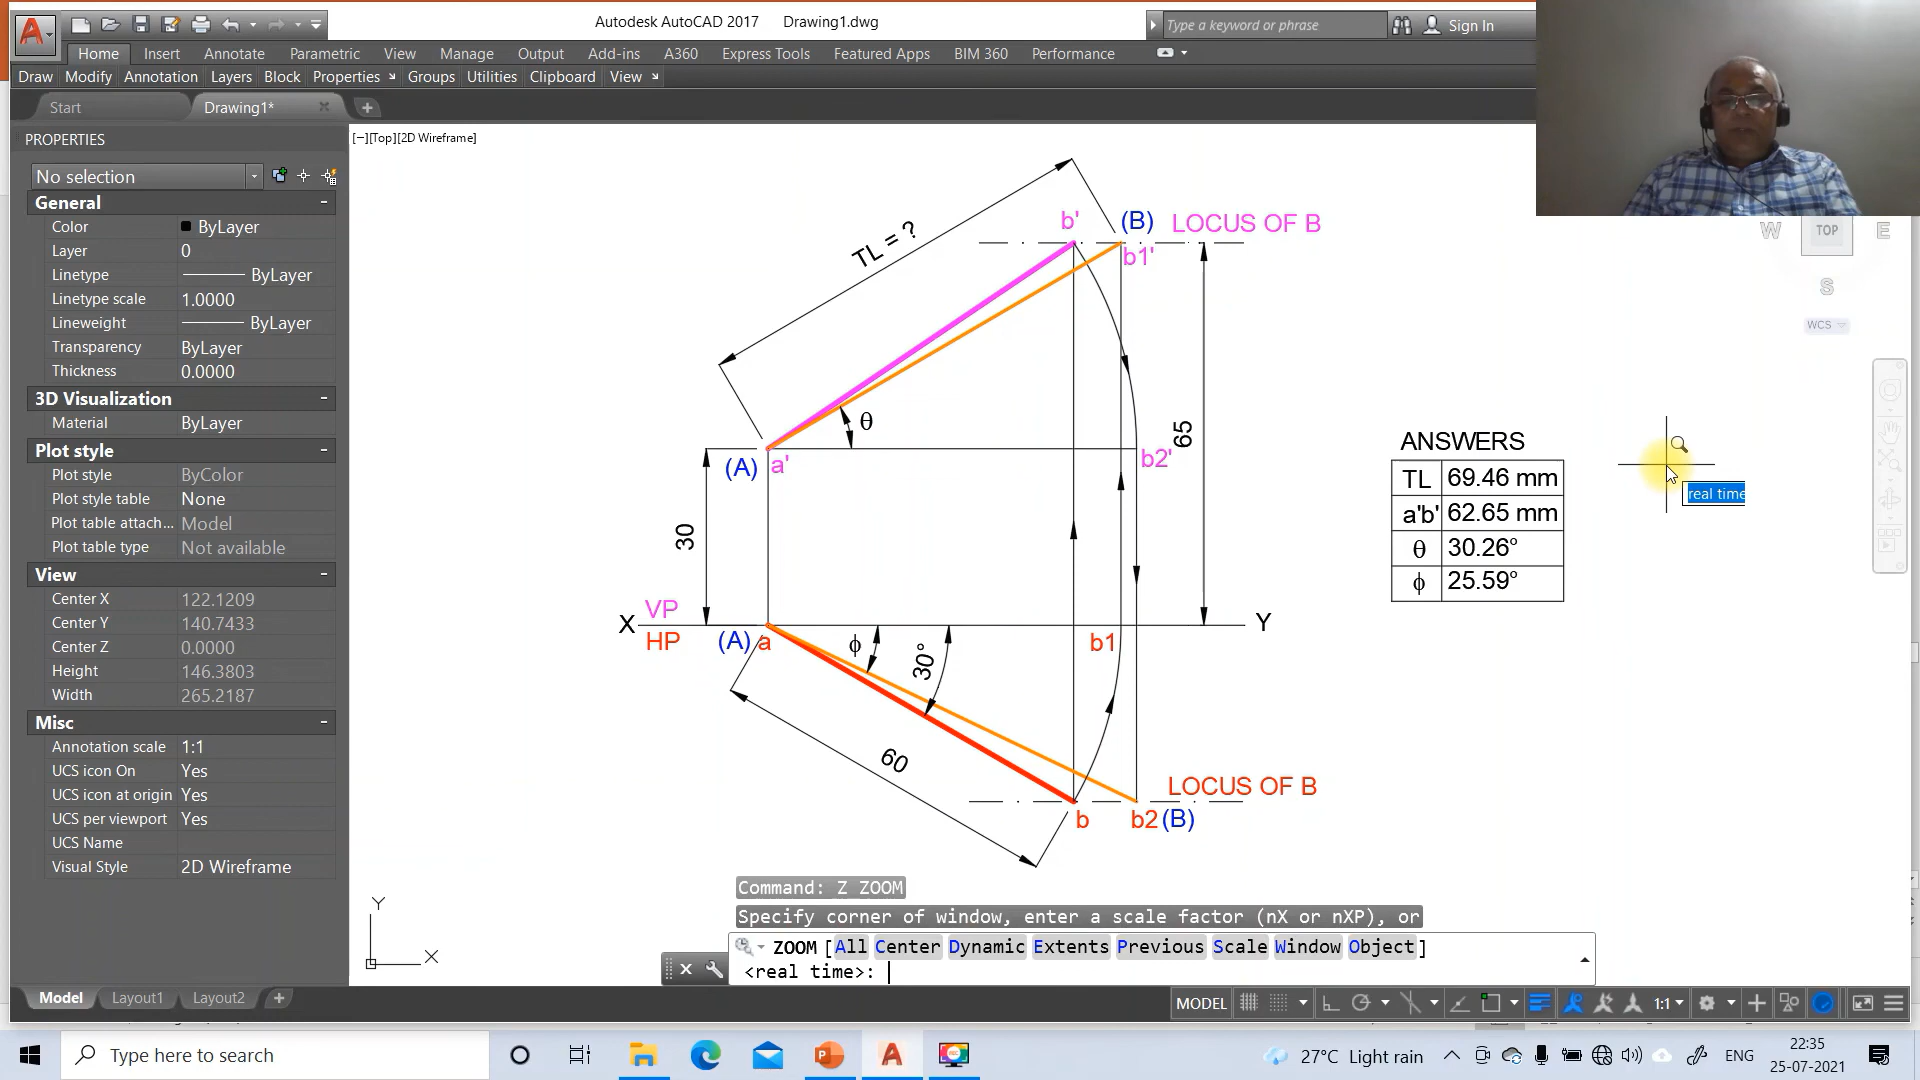 Autodesk AutoCAD 2017 Drawing1.dwg
Type a keyword or phrase
Sign In
Home Insert Annotate Parametric View Manage Output Add-ins A360 Express Tools Featured Apps BIM 360 Performance
Draw Modify Annotation Layers Block Properties Groups Utilities Clipboard View
Start Drawing1*
PROPERTIES
No selection
General
Color ByLayer
Layer 0
Linetype ByLayer
Linetype scale 1.0000
Lineweight ByLayer
Transparency ByLayer
Thickness 0.0000
3D Visualization
Material ByLayer
Plot style
Plot style ByColor
Plot style table None
Plot table attach... Model
Plot table type Not available
View
Center X 122.1209
Center Y 140.7433
Center Z 0.0000
Height 146.3803
Width 265.2187
Misc
Annotation scale 1:1
UCS icon On Yes
UCS icon at origin Yes
UCS per viewport Yes
UCS Name
Visual Style 2D Wireframe
[−][Top][2D Wireframe]
TL = ?
b' (B) LOCUS OF B
b1'
θ
65
(A) a'
b2'
30
X VP
HP
(A) a
ϕ
30°
b1
Y
60
LOCUS OF B
b b2 (B)
ANSWERS
TL 69.46 mm
a'b' 62.65 mm
θ 30.26°
ϕ 25.59°
real time
W TOP E
S
WCS
Y
X
Command: Z ZOOM
Specify corner of window, enter a scale factor (nX or nXP), or
ZOOM [All Center Dynamic Extents Previous Scale Window Object]
<real time>:
Model Layout1 Layout2
MODEL 1:1
Type here to search
27°C Light rain
ENG
22:35
25-07-2021